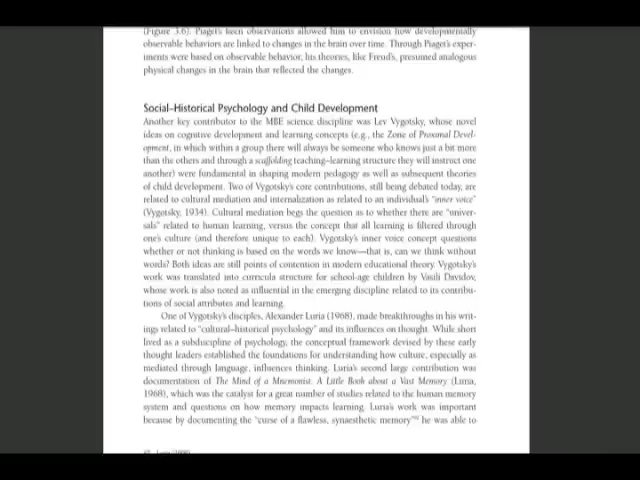 (Figure 3.6). Piaget's keen observations allowed him to envision how developmentally
observable behaviors are linked to changes in the brain over time. Through Piaget's exper-
iments were based on observable behavior, his theories, like Freud's, presumed analogous
physical changes in the brain that reflected the changes.
Social–Historical Psychology and Child Development
Another key contributor to the MBE science discipline was Lev Vygotsky, whose novel
ideas on cognitive development and learning concepts (e.g., the Zone of Proximal Devel-
opment, in which within a group there will always be someone who knows just a bit more
than the others and through a scaffolding teaching–learning structure they will instruct one
another) were fundamental in shaping modern pedagogy as well as subsequent theories
of child development. Two of Vygotsky's core contributions, still being debated today, are
related to cultural mediation and internalization as related to an individual's "inner voice"
(Vygotsky, 1934). Cultural mediation begs the question as to whether there are "univer-
sals" related to human learning, versus the concept that all learning is filtered through
one's culture (and therefore unique to each). Vygotsky's inner voice concept questions
whether or not thinking is based on the words we know—that is, can we think without
words? Both ideas are still points of contention in modern educational theory. Vygotsky's
work was translated into curricula structure for school-age children by Vasili Davidov,
whose work is also noted as influential in the emerging discipline related to its contribu-
tions of social attributes and learning.
One of Vygotsky's disciples, Alexander Luria (1968), made breakthroughs in his writ-
ings related to "cultural–historical psychology" and its influences on thought. While short
lived as a subdiscipline of psychology, the conceptual framework devised by these early
thought leaders established the foundations for understanding how culture, especially as
mediated through language, influences thinking. Luria's second large contribution was
documentation of The Mind of a Mnemonist: A Little Book about a Vast Memory (Luria,
1968), which was the catalyst for a great number of studies related to the human memory
system and questions on how memory impacts learning. Luria's work was important
because by documenting the "curse of a flawless, synaesthetic memory" he was able to